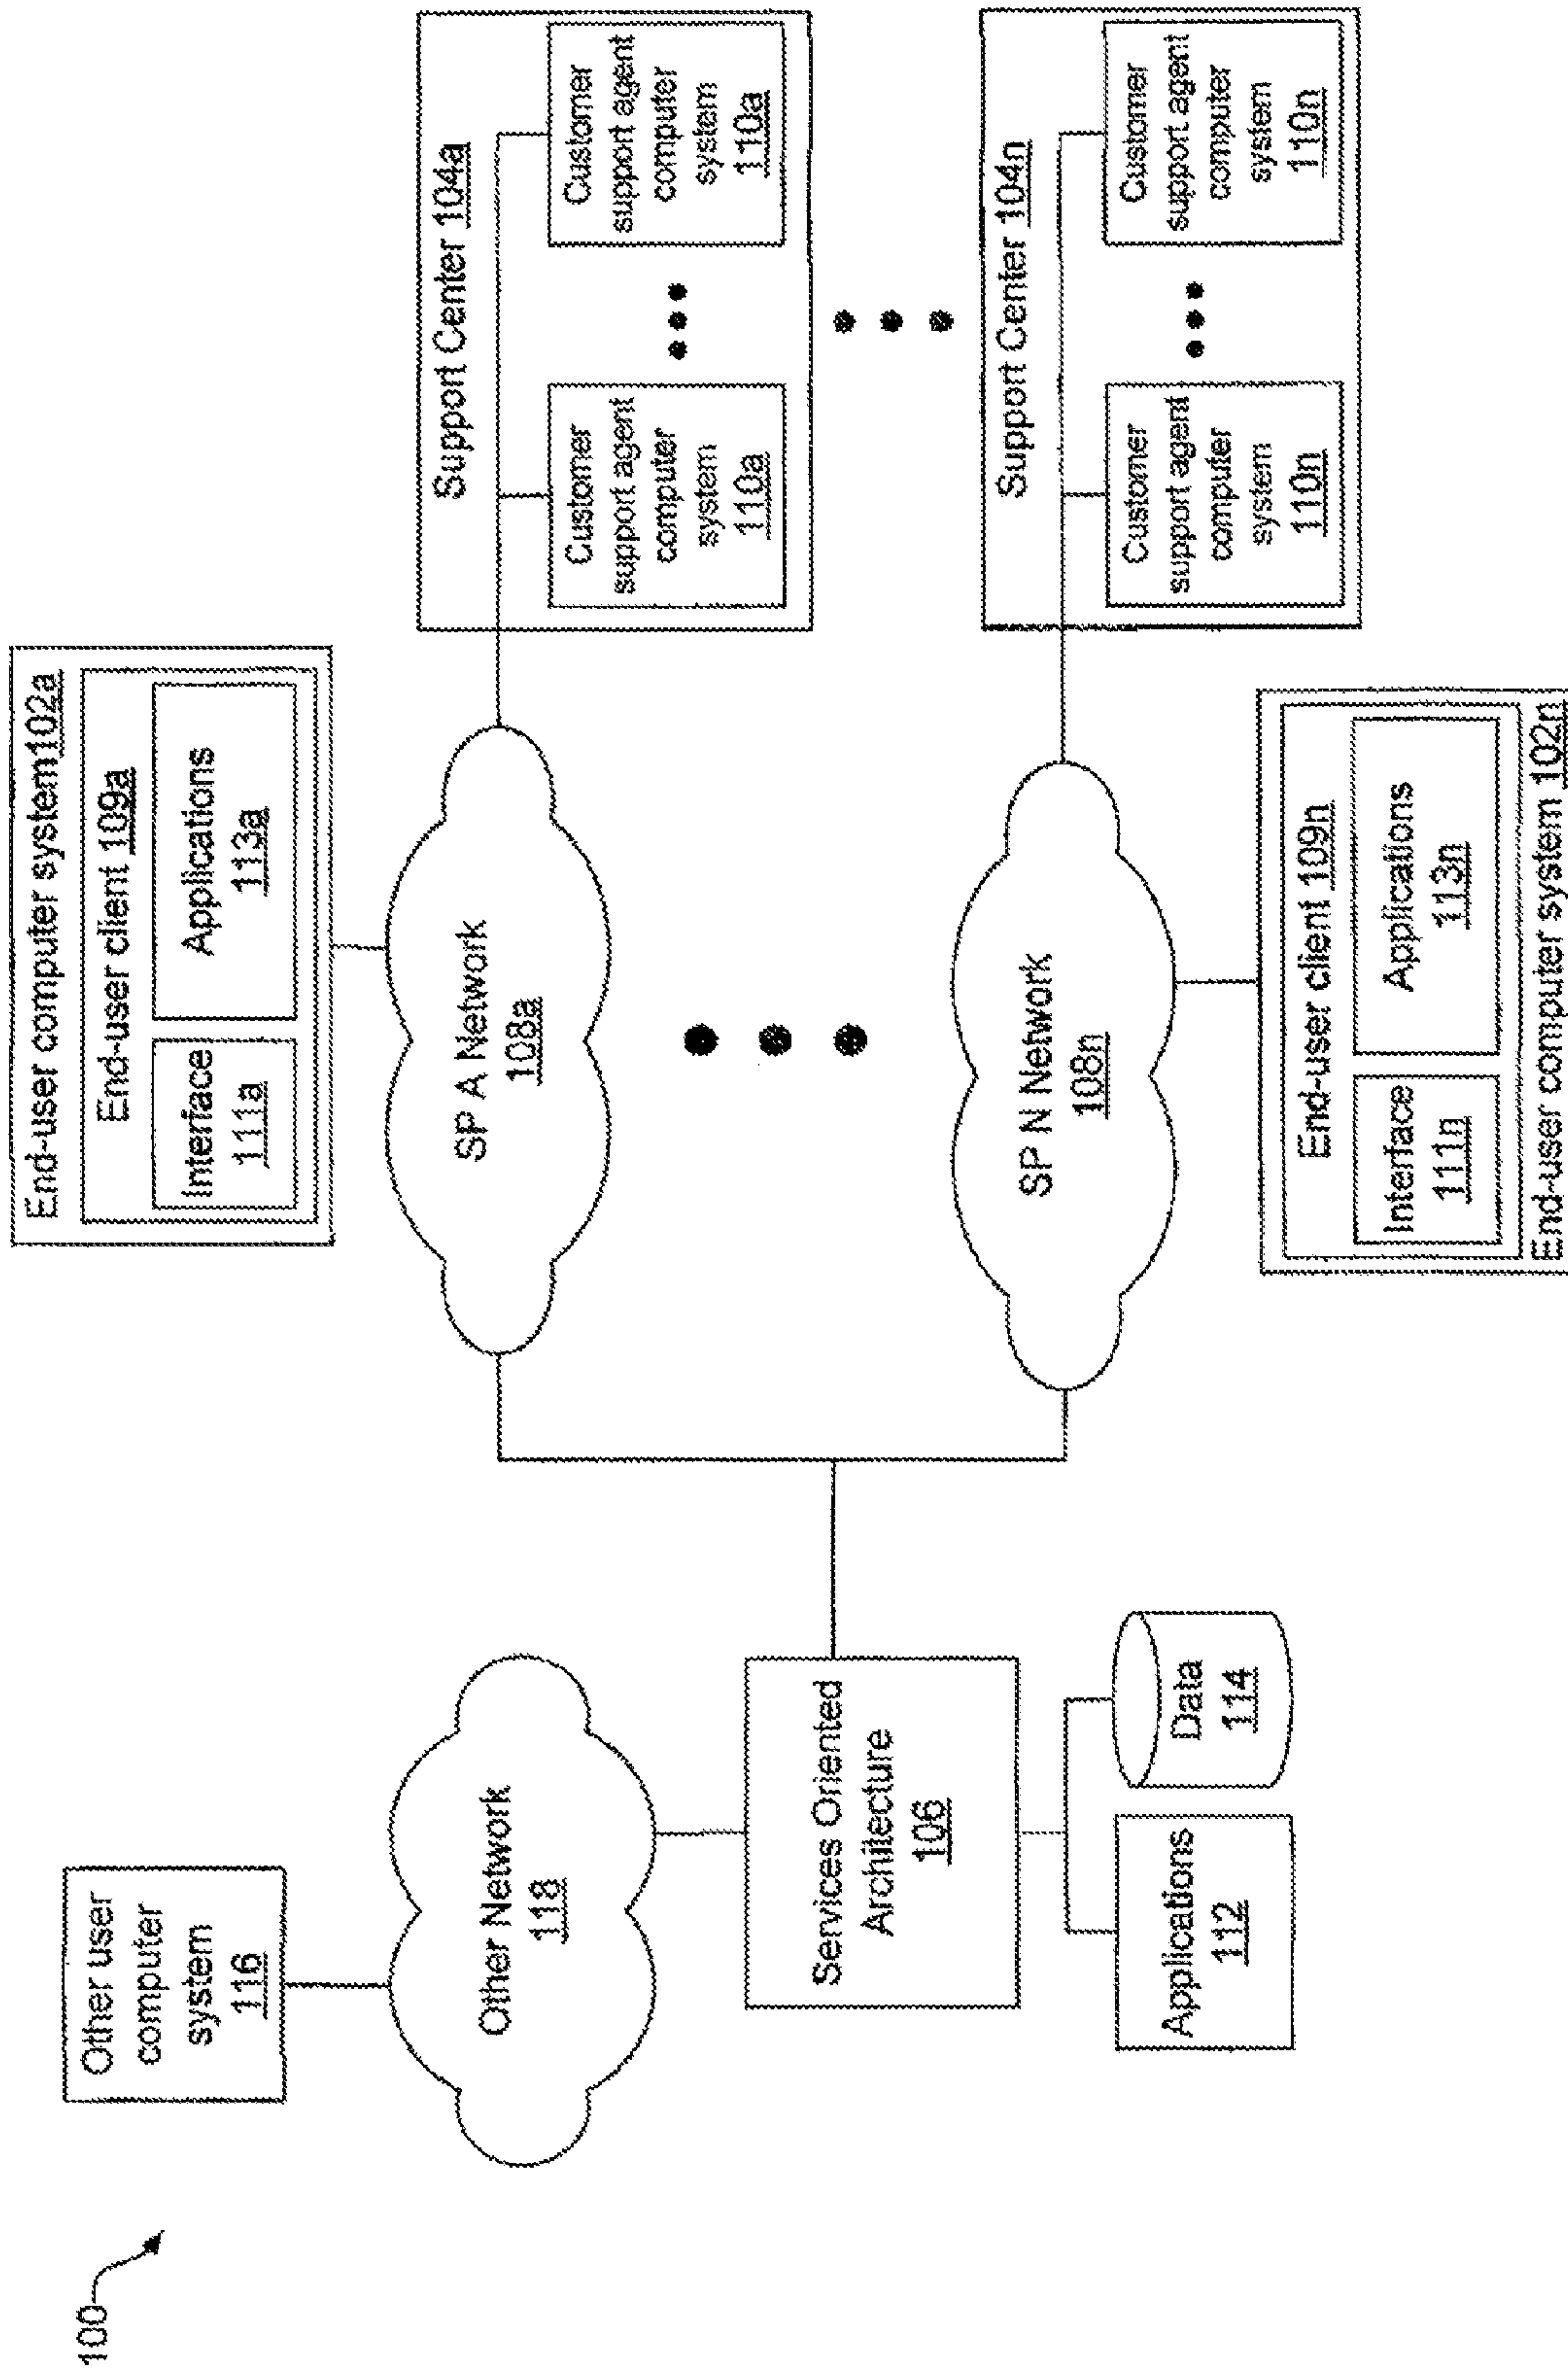 100
Other user
computer
system
116
Other Network
118
Services Oriented
Architecture
106
Applications
112
Data
114
End-user computer system102a
End-user client 109a
Interface
111a
Applications
113a
SP A Network
108a
SP N Network
108n
End-user client 109n
Interface
111n
Applications
113n
End-user computer system 102n
Support Center 104a
Customer
support agent
computer
system
110a
Customer
support agent
computer
system
110a
Support Center 104n
Customer
support agent
computer
system
110n
Customer
support agent
computer
system
110n